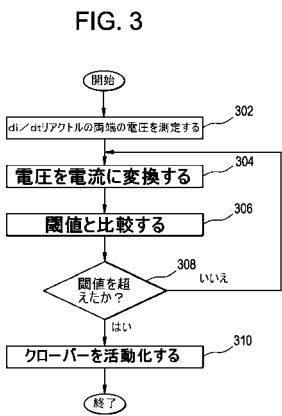 FIG. 3
開始
di/dtリアクトルの両端の電圧を測定する
302
電圧を電流に変換する
304
閾値と比較する
306
閾値を超
えたか?
308
いいえ
はい
クローバーを活動化する
310
終了